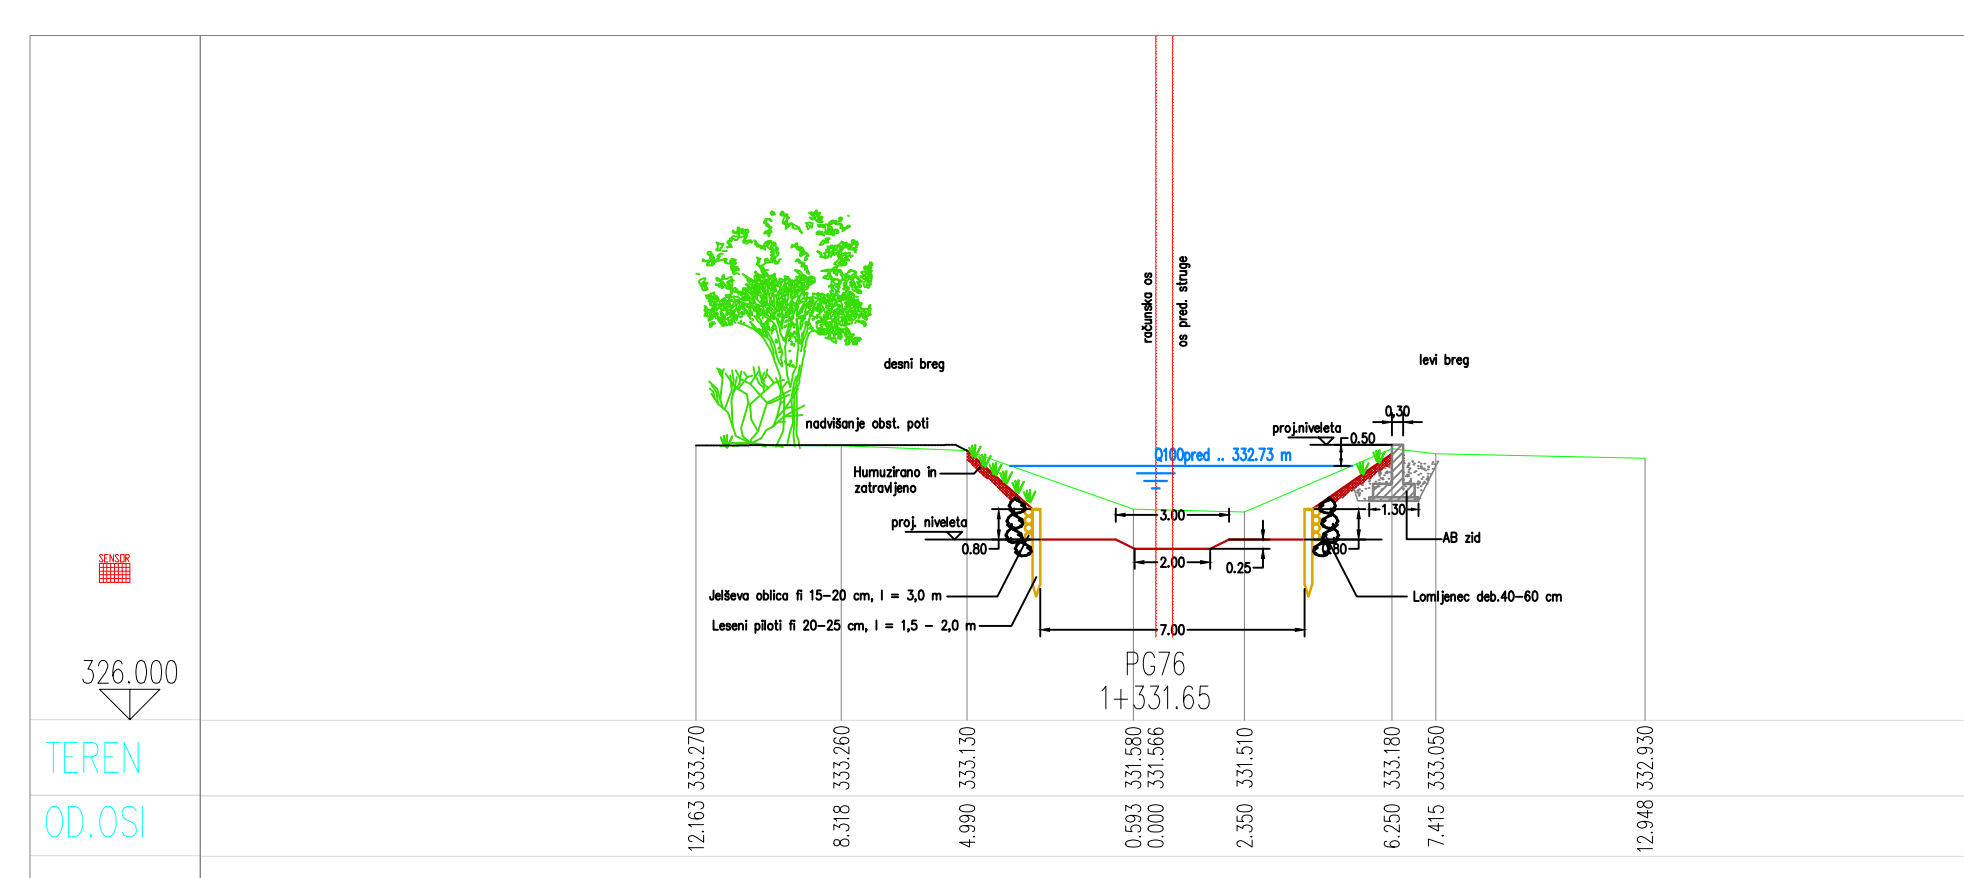 računska os
os pred. struge
desni breg
levi breg
nadvišanje obst. poti
0.30
proj.niveleta
0.50
Q100pred .. 332.73 m
Humuzirano in
zatravljeno
proj. niveleta
3.00
1.30
0.80
2.00
0.25
0.80
AB zid
SENSOR
Jelševa oblica fi 15-20 cm, l = 3,0 m
Lomljenec deb.40-60 cm
Leseni piloti fi 20-25 cm, l = 1,5 - 2,0 m
7.00
326.000
PG76
1+331.65
TEREN
333.270 333.260 333.130 331.580 331.566 331.510 333.180 333.050 332.930
OD.OSI
12.163 8.318 4.990 0.593 0.000 2.350 6.250 7.415 12.948